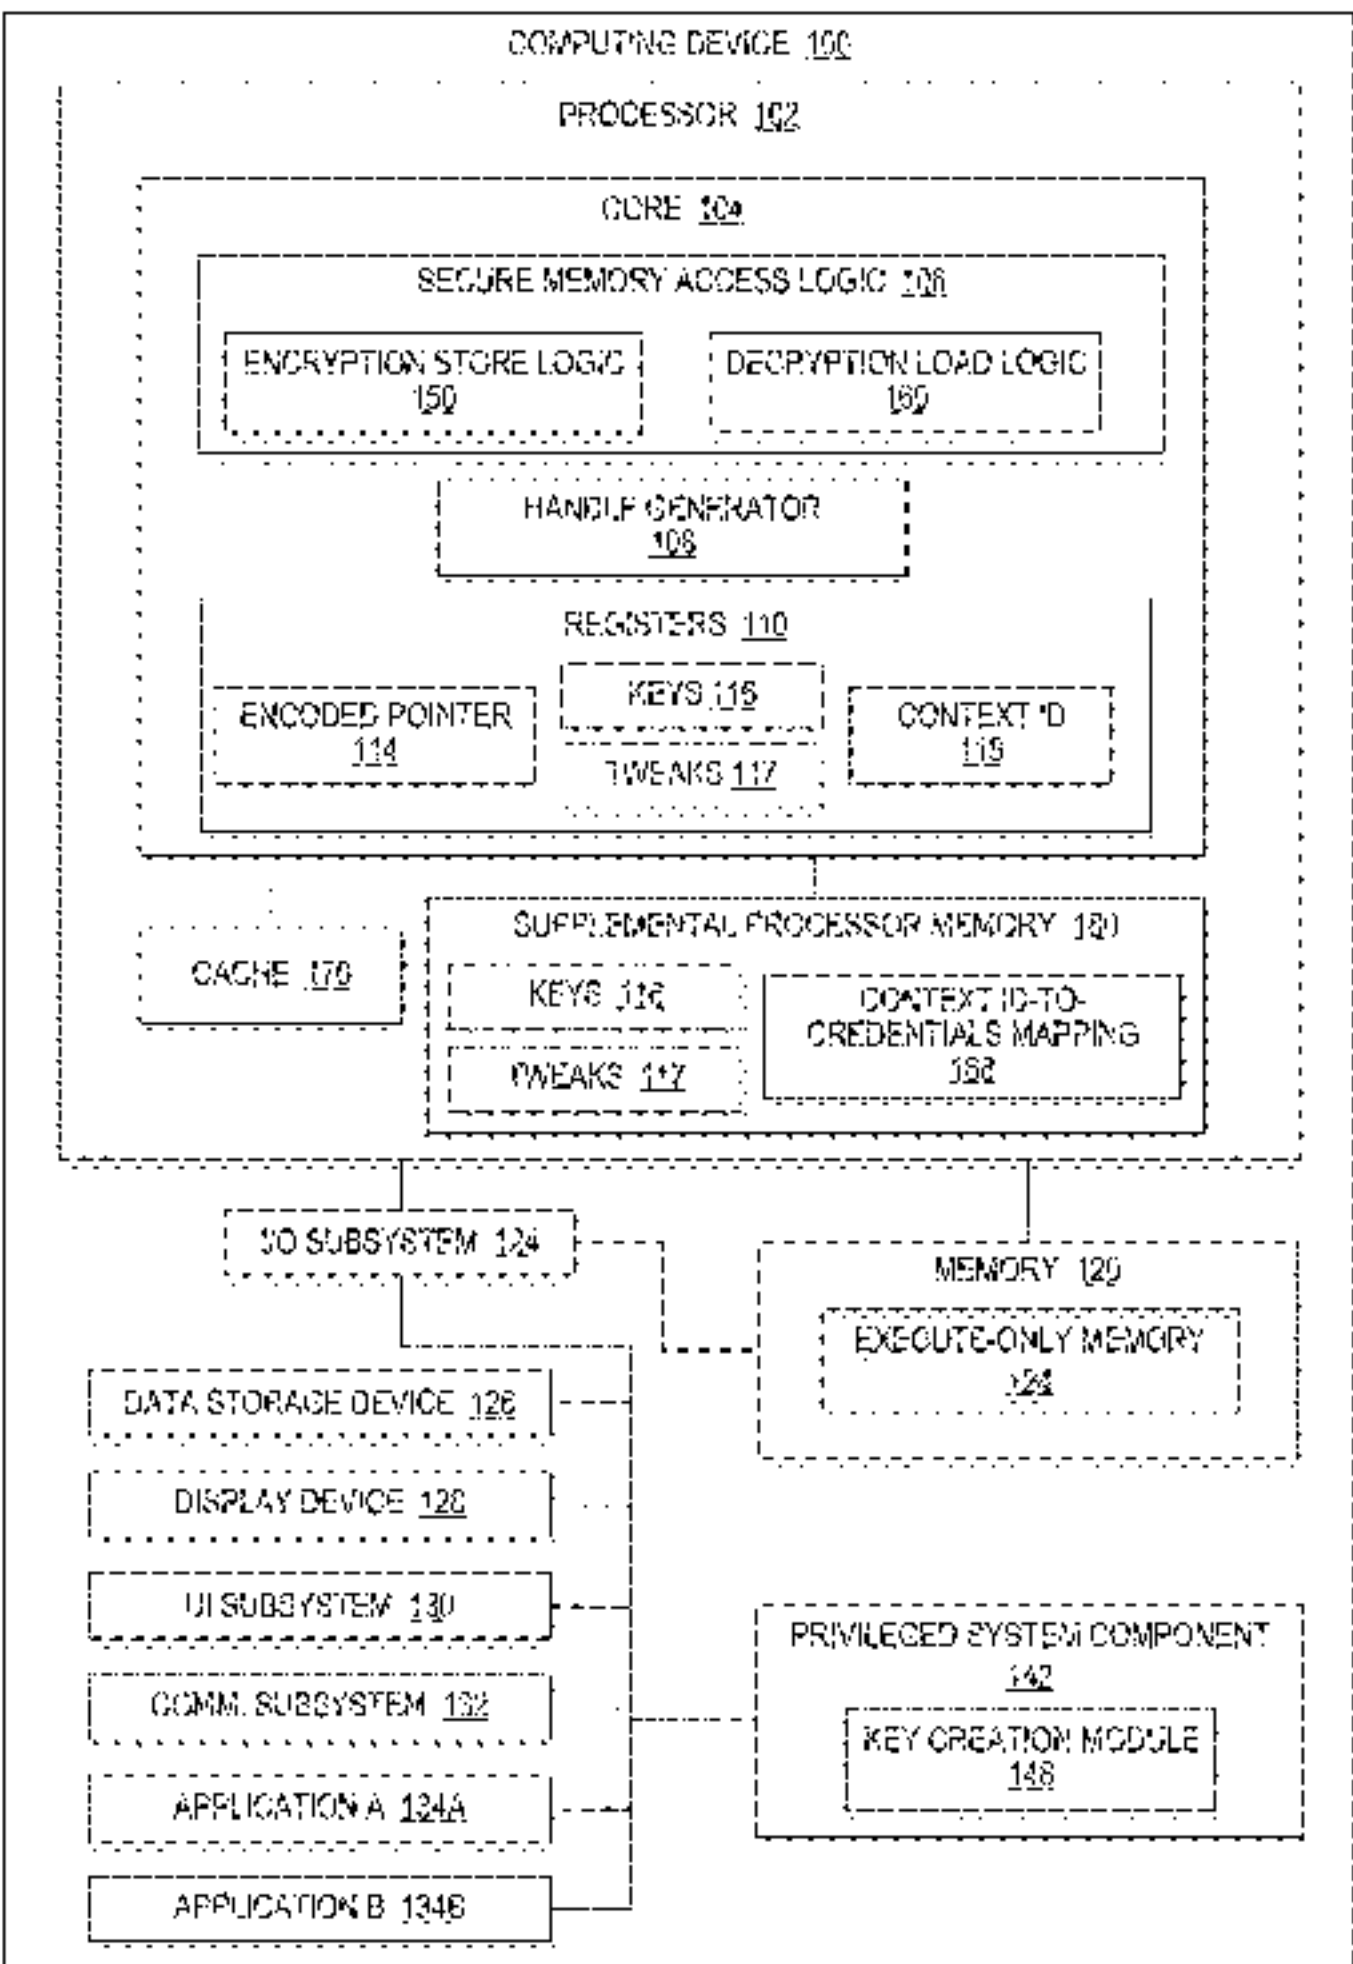 COMPUTING DEVICE 100
PROCESSOR 102
CORE 104
SECURE MEMORY ACCESS LOGIC 106
ENCRYPTION STORE LOGIC
150
DECRYPTION LOAD LOGIC
160
HANDLE GENERATOR
108
REGISTERS 110
ENCODED POINTER
114
KEYS 116
TWEAKS 117
CONTEXT ID
115
SUPPLEMENTAL PROCESSOR MEMORY 180
CACHE 170
KEYS 116
TWEAKS 117
CONTEXT ID-TO-
CREDENTIALS MAPPING
I/O SUBSYSTEM 124
MEMORY 120
EXECUTE-ONLY MEMORY
DATA STORAGE DEVICE 126
DISPLAY DEVICE 128
UI SUBSYSTEM 130
COMM. SUBSYSTEM 132
APPLICATION A 134A
APPLICATION B 134B
PRIVILEGED SYSTEM COMPONENT
142
KEY CREATION MODULE
148